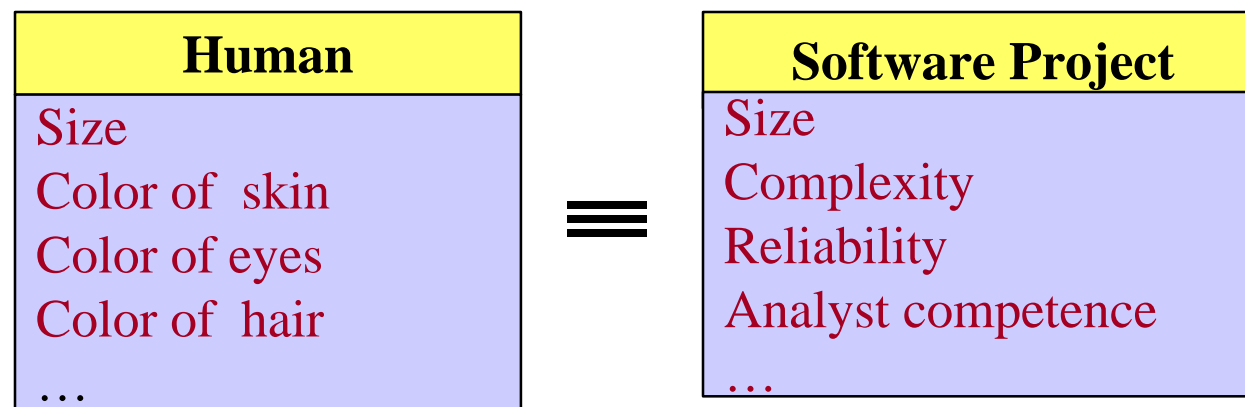 Human
Size
Color of skin
Color of eyes
Color of hair
…
Software Project
Size
Complexity
Reliability
Analyst competence
…